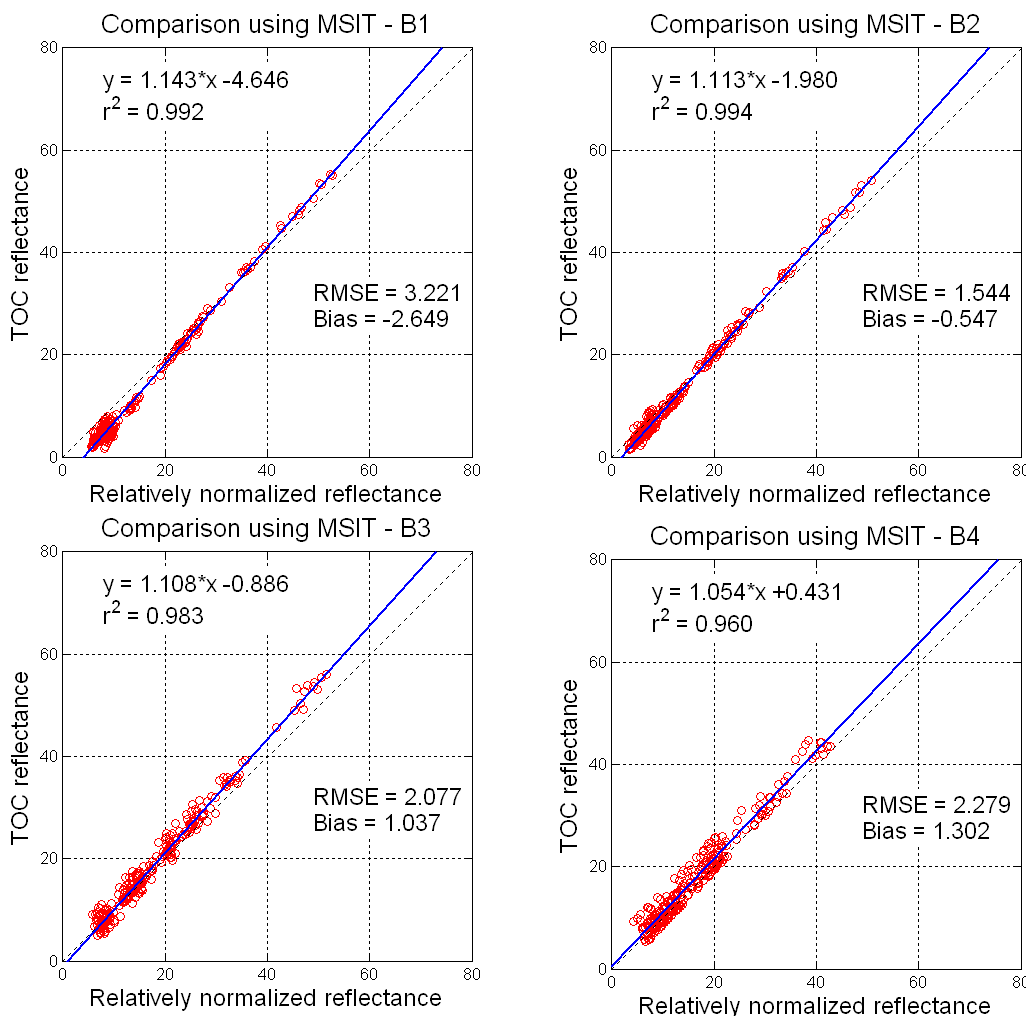 Comparison using MSIT - B1
80
60
40
20
0
y = 1.143*x -4.646
r² = 0.992
RMSE = 3.221
Bias = -2.649
TOC reflectance
0 20 40 60 80
Relatively normalized reflectance
Comparison using MSIT - B2
80
60
40
20
0
y = 1.113*x -1.980
r² = 0.994
RMSE = 1.544
Bias = -0.547
TOC reflectance
0 20 40 60 80
Relatively normalized reflectance
Comparison using MSIT - B3
80
60
40
20
0
y = 1.108*x -0.886
r² = 0.983
RMSE = 2.077
Bias = 1.037
TOC reflectance
0 20 40 60 80
Relatively normalized reflectance
Comparison using MSIT - B4
80
60
40
20
0
y = 1.054*x +0.431
r² = 0.960
RMSE = 2.279
Bias = 1.302
TOC reflectance
0 20 40 60 80
Relatively normalized reflectance